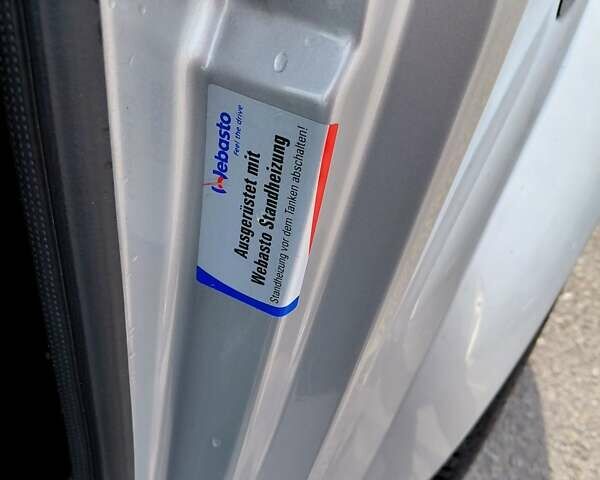 Webasto
Feel the drive
Ausgerüstet mit
Webasto Standheizung
Standheizung vor dem Tanken abschalten!